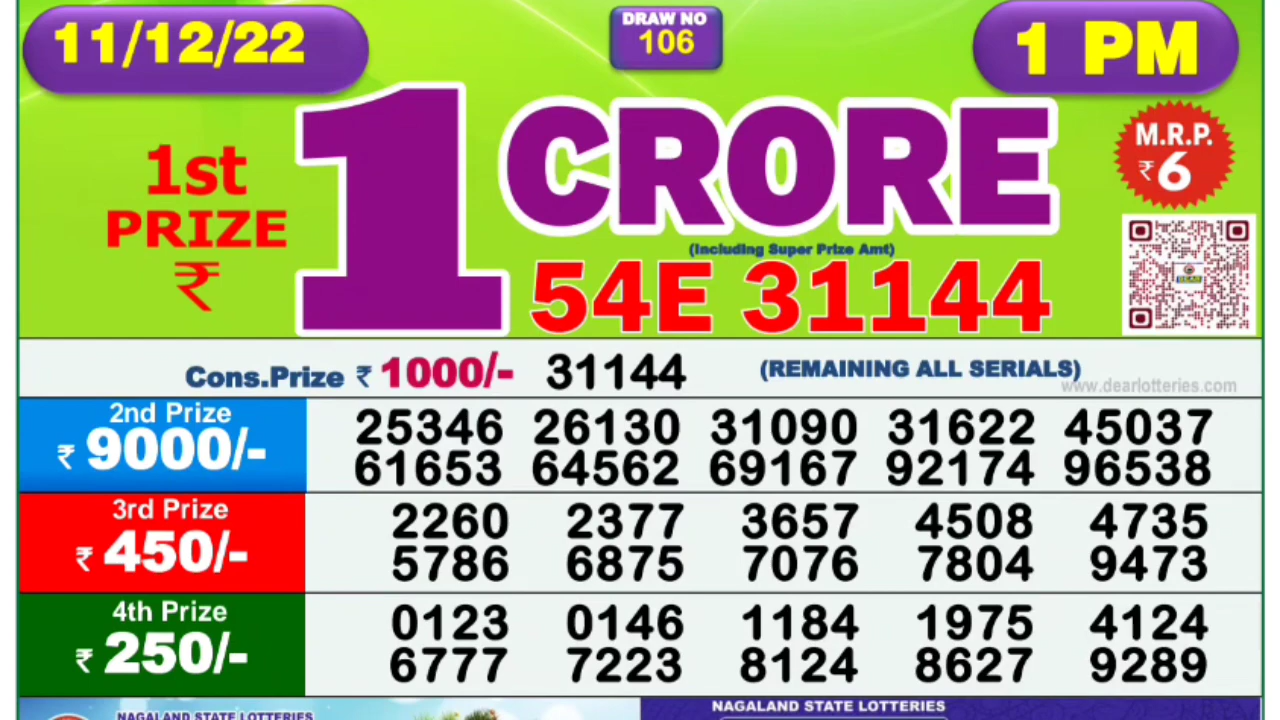 11/12/22
DRAW NO
106
1 PM
1 CRORE
1st
PRIZE
₹
M.R.P.
₹6
(Including Super Prize Amt)
54E 31144
Cons.Prize ₹ 1000/- 31144 (REMAINING ALL SERIALS)
www.dearlotteries.com
2nd Prize
₹ 9000/-
25346 26130 31090 31622 45037
61653 64562 69167 92174 96538
3rd Prize
₹ 450/-
2260 2377 3657 4508 4735
5786 6875 7076 7804 9473
4th Prize
₹ 250/-
0123 0146 1184 1975 4124
6777 7223 8124 8627 9289
NAGALAND STATE LOTTERIES
NAGALAND STATE LOTTERIES